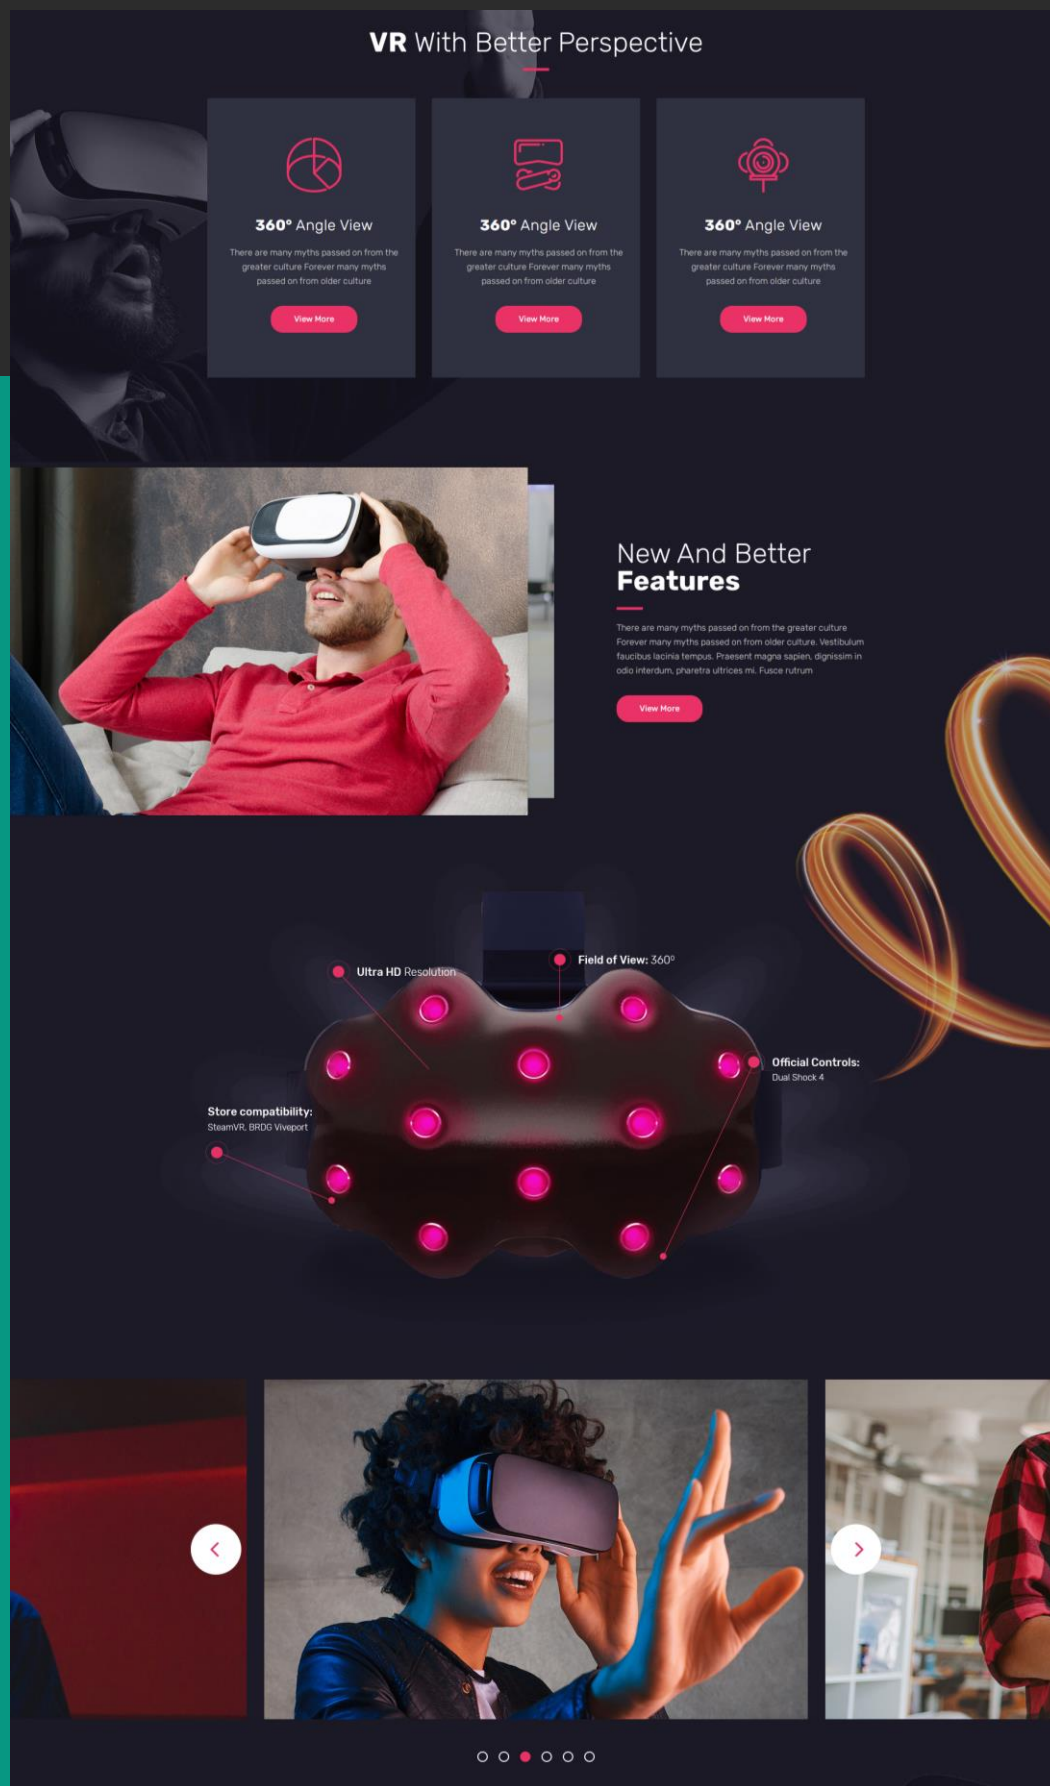 VR With Better Perspective
360° Angle View
There are many myths passed on from the
greater culture Forever many myths
passed on from older culture
View More
360° Angle View
There are many myths passed on from the
greater culture Forever many myths
passed on from older culture
View More
360° Angle View
There are many myths passed on from the
greater culture Forever many myths
passed on from older culture
View More
New And Better
Features
There are many myths passed on from the greater culture
Forever many myths passed on from older culture. Vestibulum
faucibus lacinia tempus. Praesent magna sapien, dignissim in
odio interdum, pharetra ultrices mi. Fusce rutrum
View More
Ultra HD Resolution
Field of View: 360°
Official Controls:
Dual Shock 4
Store compatibility:
SteamVR, BRDG Viveport